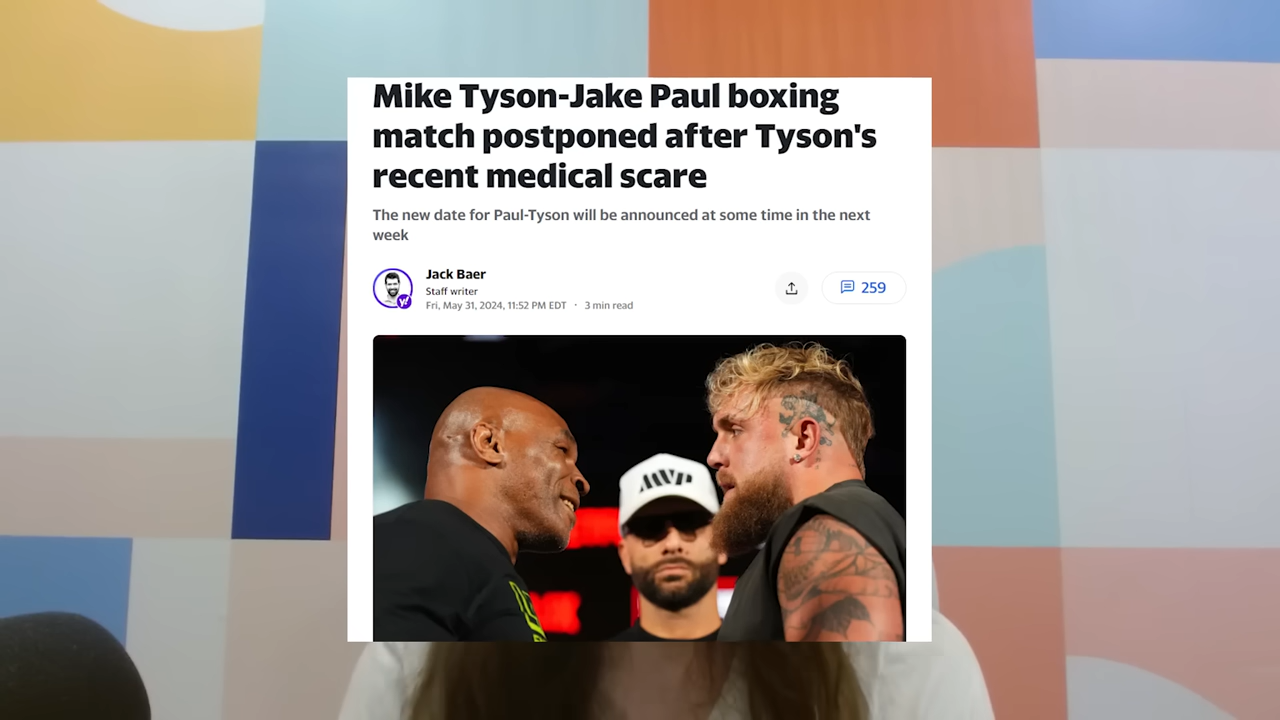 Mike Tyson-Jake Paul boxing
match postponed after Tyson's
recent medical scare
The new date for Paul-Tyson will be announced at some time in the next
week
Jack Baer
Staff writer
Fri, May 31, 2024, 11:52 PM EDT · 3 min read
259
y!
MVP